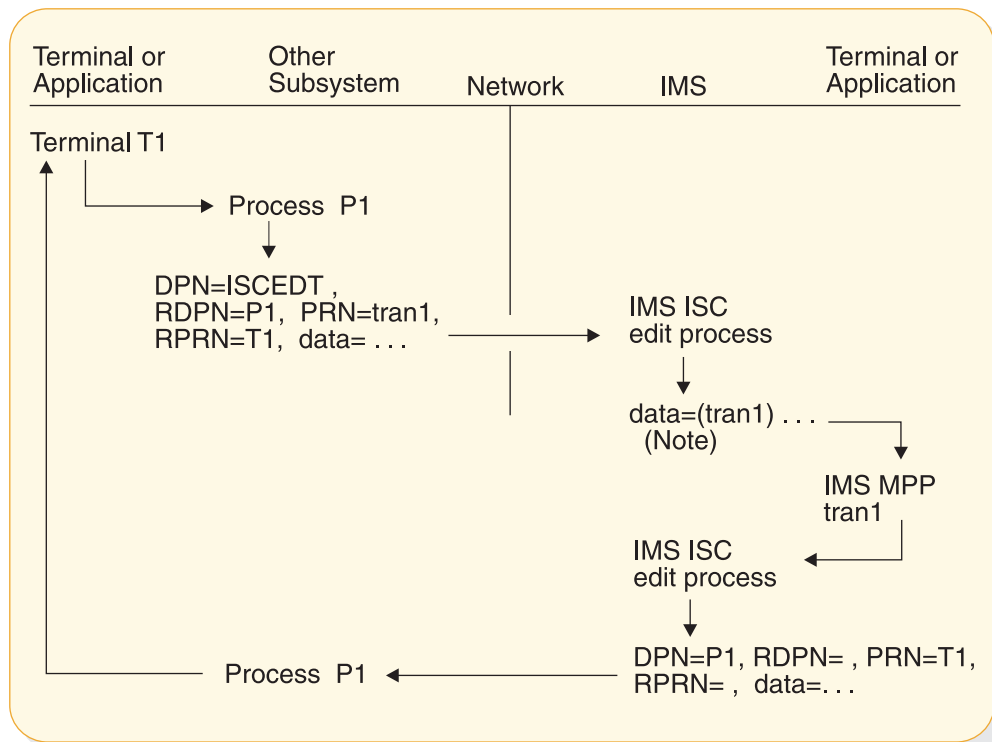 Terminal or
Application
Other
Subsystem
Network
IMS
Terminal or
Application
Terminal T1
Process P1
DPN=ISCEDT ,
RDPN=P1, PRN=tran1,
RPRN=T1, data= . . .
IMS ISC
edit process
data=(tran1) . . .
(Note)
IMS MPP
tran1
IMS ISC
edit process
DPN=P1, RDPN= , PRN=T1,
RPRN= , data=. . .
Process P1